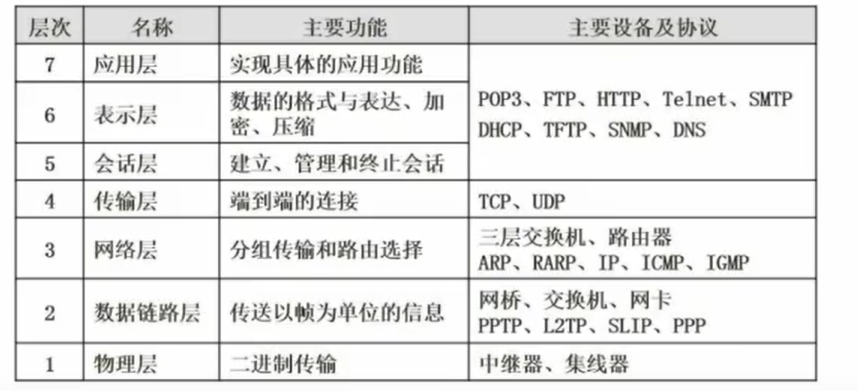 层次 名称 主要功能 主要设备及协议
7 应用层 实现具体的应用功能
6 表示层 数据的格式与表达、加
密、压缩
POP3、FTP、HTTP、Telnet、SMTP
DHCP、TFTP、SNMP、DNS
5 会话层 建立、管理和终止会话
4 传输层 端到端的连接 TCP、UDP
3 网络层 分组传输和路由选择 三层交换机、路由器
ARP、RARP、IP、ICMP、IGMP
2 数据链路层 传送以帧为单位的信息 网桥、交换机、网卡
PPTP、L2TP、SLIP、PPP
1 物理层 二进制传输 中继器、集线器